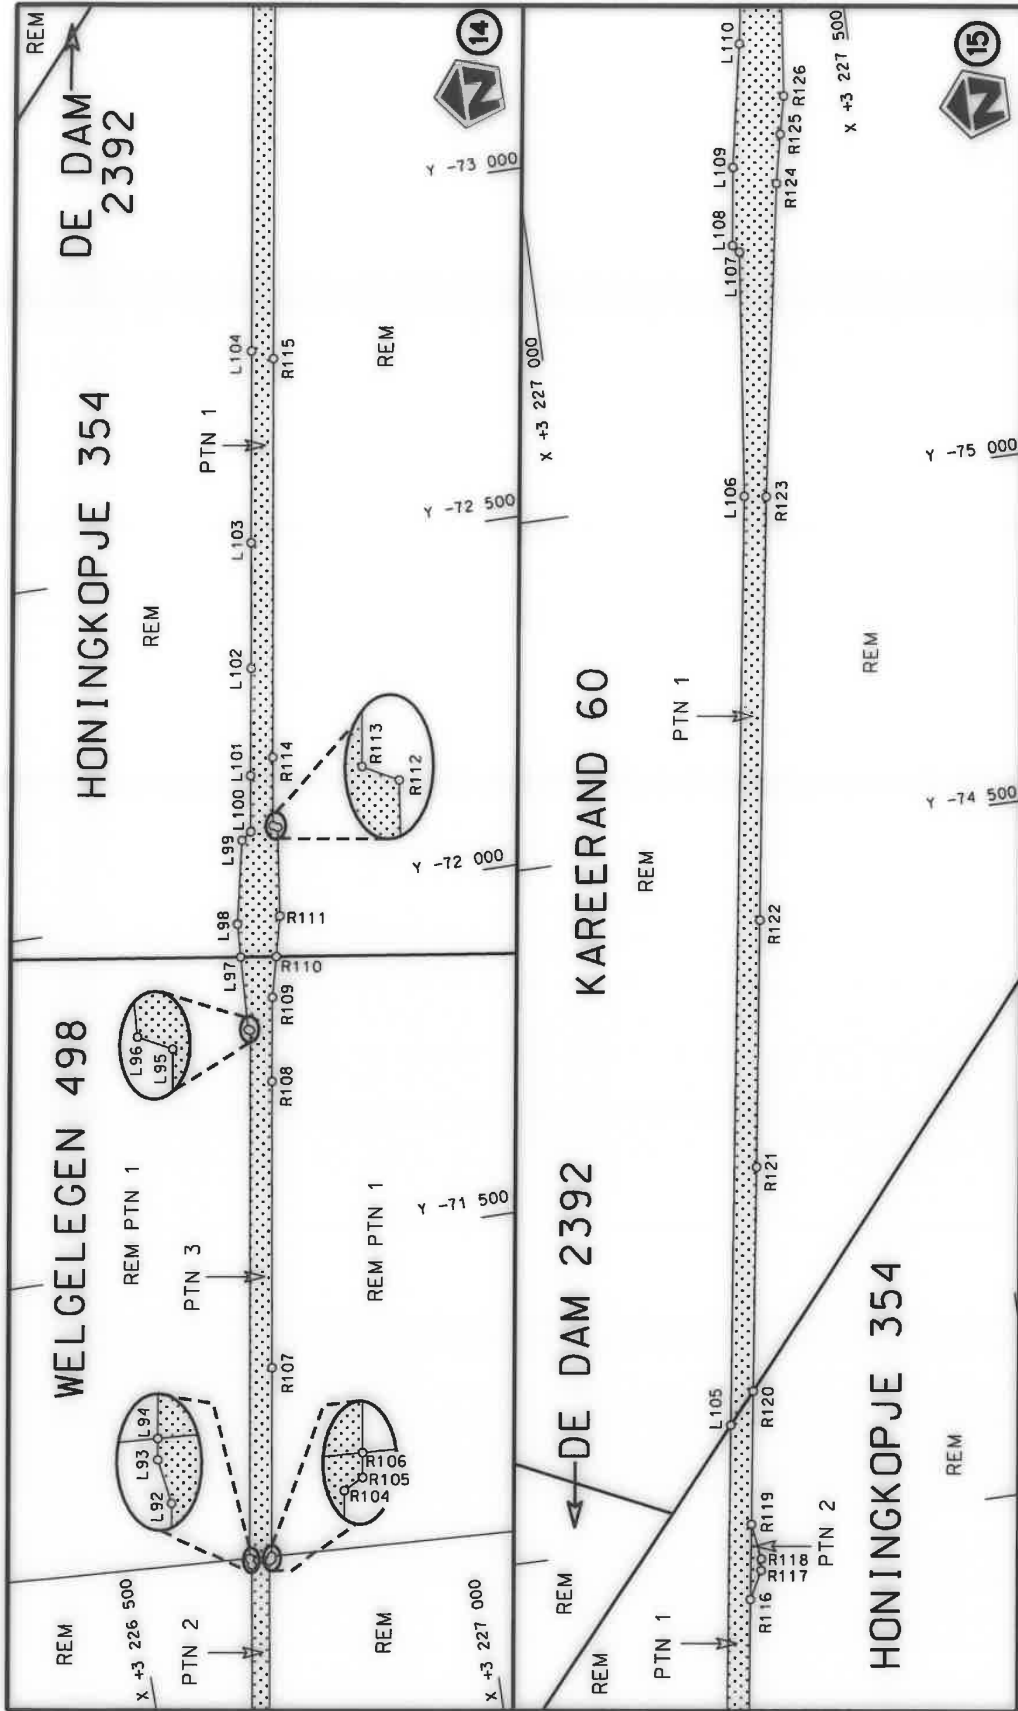 REM
DE DAM
2392
HONINGKOPJE 354
REM
PTN 1
REM
WELGELEGEN 498
REM PTN 1
PTN 3
REM PTN 1
REM
PTN 2
REM
X +3 226 500
X +3 227 000
Y -71 500
Y -72 000
Y -72 500
Y -73 000
L92
L93
L94
L95
L96
L97
L98
L99
L100
L101
L102
L103
L104
R104
R105
R106
R107
R108
R109
R110
R111
R112
R113
R114
R115
N
14
DE DAM 2392
REM
REM
PTN 1
KAREERAND 60
REM
PTN 1
REM
HONINGKOPJE 354
REM
PTN 2
X +3 227 000
X +3 227 500
Y -74 500
Y -75 000
L105
L106
L107
L108
L109
L110
R116
R117
R118
R119
R120
R121
R122
R123
R124
R125
R126
N
15